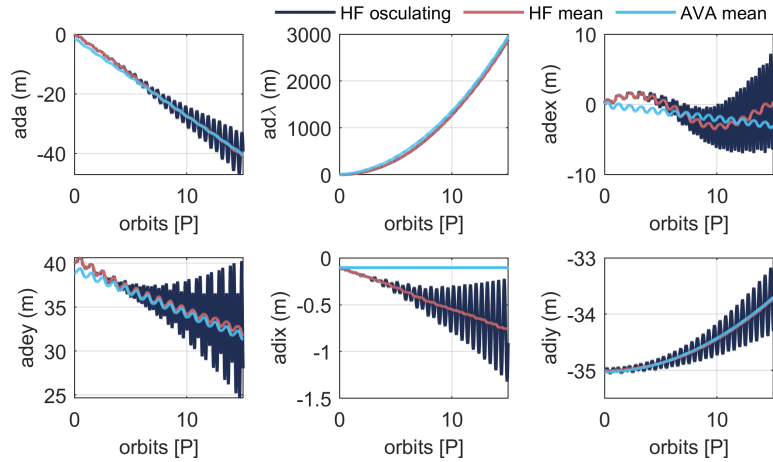 HF osculating HF mean AVA mean
ada (m)
0
-20
-40
0 10
orbits [P]
adλ (m)
3000
2000
1000
0
0 10
orbits [P]
adex (m)
10
0
-10
0 10
orbits [P]
adey (m)
40
35
30
25
0 10
orbits [P]
adix (m)
0
-0.5
-1
-1.5
0 10
orbits [P]
adiy (m)
-33
-34
-35
0 10
orbits [P]